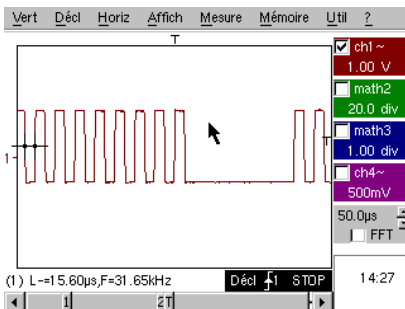 Vert Décl Horiz Affich Mesure Mémoire Util ?
T
ch1~
1.00 V
math2
20.0 div
math3
1.00 div
ch4~
500mV
1
T
50.0µs
FFT
(1) L-=15.60µs,F=31.65kHz Décl 1 STOP 14:27
1 2T